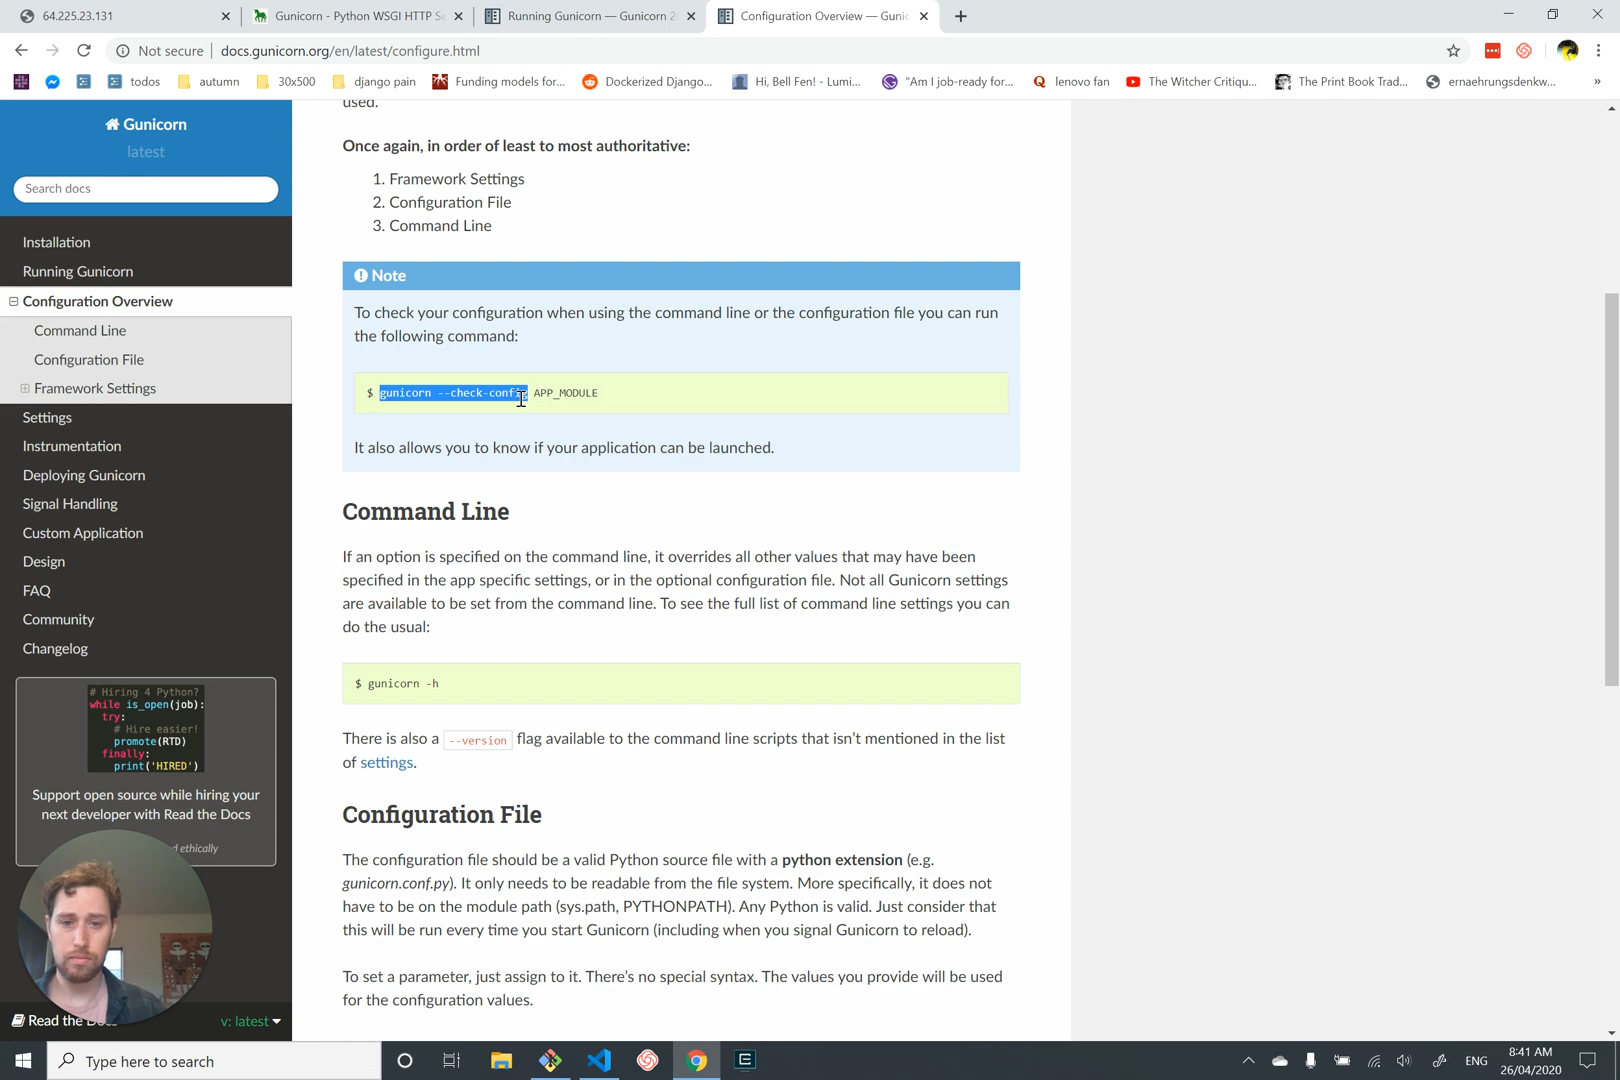 64.225.23.131
Gunicorn - Python WSGI HTTP Se
Running Gunicorn — Gunicorn 2
Configuration Overview — Gunic
Not secure
docs.gunicorn.org/en/latest/configure.html
todos
autumn
30x500
django pain
Funding models for...
Dockerized Django...
Hi, Bell Fen! - Lumi...
"Am I job-ready for...
lenovo fan
The Witcher Critiqu...
The Print Book Trad...
ernaehrungsdenkw...
Gunicorn
latest
Search docs
Installation
Running Gunicorn
Configuration Overview
Command Line
Configuration File
Framework Settings
Settings
Instrumentation
Deploying Gunicorn
Signal Handling
Custom Application
Design
FAQ
Community
Changelog
# Hiring 4 Python?
while is_open(job):
try:
# Hire easier!
promote(RTD)
finally:
print('HIRED')
Support open source while hiring your
next developer with Read the Docs
ethically
Read the Docs
v: latest
used.
Once again, in order of least to most authoritative:
1. Framework Settings
2. Configuration File
3. Command Line
Note
To check your configuration when using the command line or the configuration file you can run
the following command:
$ gunicorn --check-config APP_MODULE
It also allows you to know if your application can be launched.
Command Line
If an option is specified on the command line, it overrides all other values that may have been
specified in the app specific settings, or in the optional configuration file. Not all Gunicorn settings
are available to be set from the command line. To see the full list of command line settings you can
do the usual:
$ gunicorn -h
There is also a --version flag available to the command line scripts that isn't mentioned in the list
of settings.
Configuration File
The configuration file should be a valid Python source file with a python extension (e.g.
gunicorn.conf.py). It only needs to be readable from the file system. More specifically, it does not
have to be on the module path (sys.path, PYTHONPATH). Any Python is valid. Just consider that
this will be run every time you start Gunicorn (including when you signal Gunicorn to reload).
To set a parameter, just assign to it. There's no special syntax. The values you provide will be used
for the configuration values.
Type here to search
ENG
8:41 AM
26/04/2020